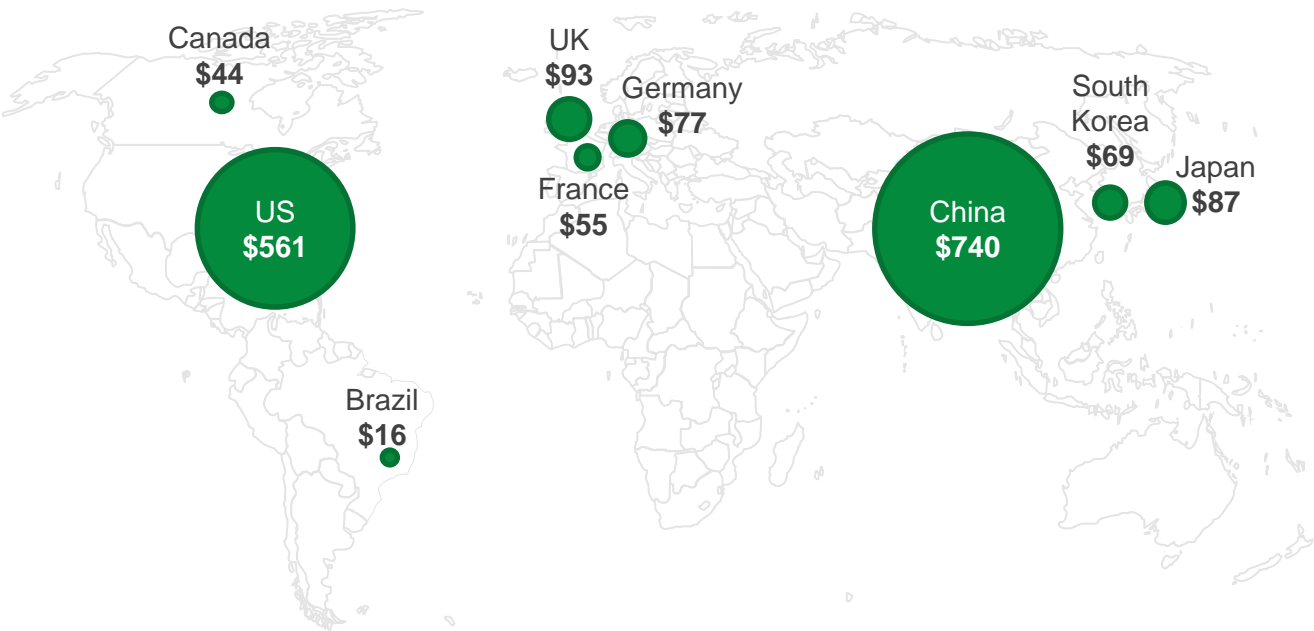 Canada
$44
UK
$93
Germany
$77
South
Korea
$69
Japan
$87
France
$55
US
$561
China
$740
Brazil
$16